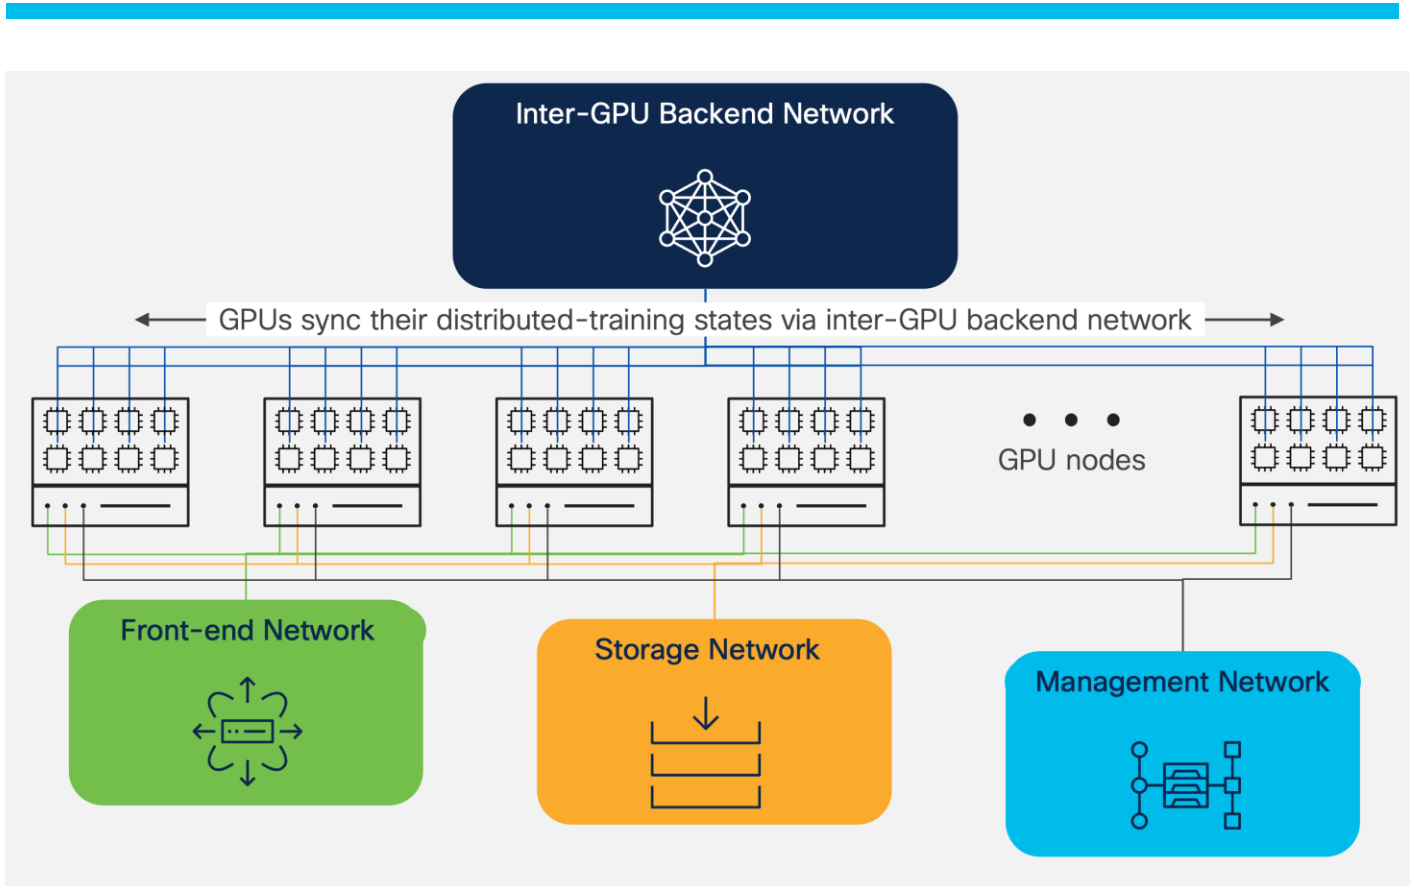 Inter-GPU Backend Network
GPUs sync their distributed-training states via inter-GPU backend network
GPU nodes
Front-end Network
Storage Network
Management Network